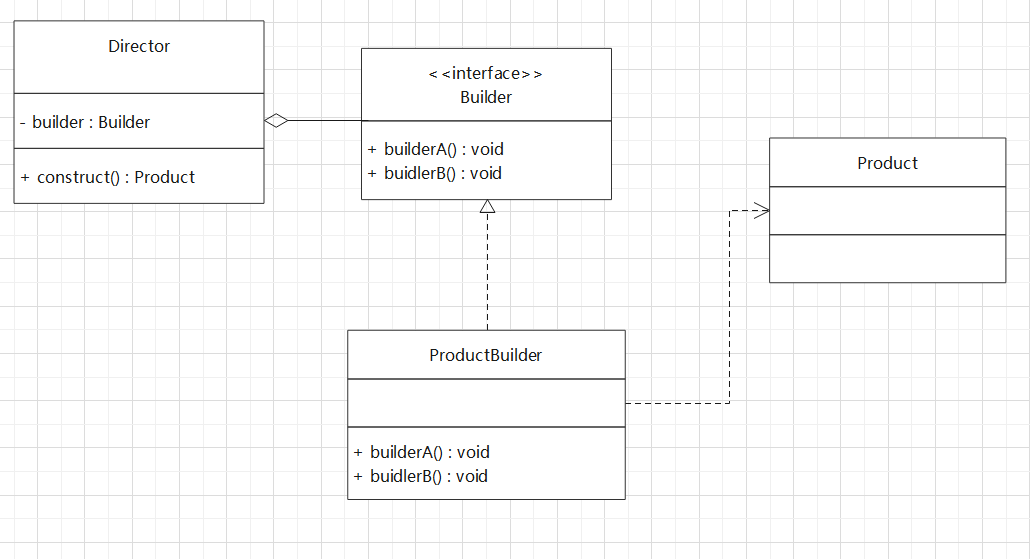 Director
- builder : Builder
+ construct() : Product
< <interface>>
Builder
+ builderA() : void
+ buidlerB() : void
Product
ProductBuilder
+ builderA() : void
+ buidlerB() : void